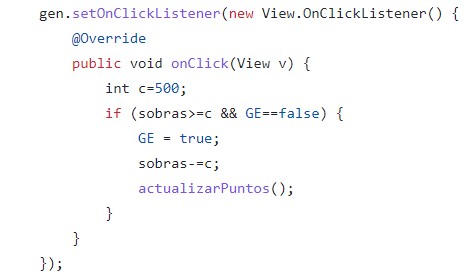 gen.setOnClickListener(new View.OnClickListener() {
    @Override
    public void onClick(View v) {
        int c=500;
        if (sobras>=c && GE==false) {
            GE = true;
            sobras-=c;
            actualizarPuntos();
        }
    }
});